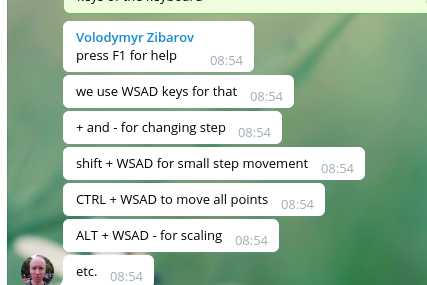 keys of the keyboard
Volodymyr Zibarov
press F1 for help 08:54
we use WSAD keys for that 08:54
+ and - for changing step 08:54
shift + WSAD for small step movement 08:54
CTRL + WSAD to move all points 08:54
ALT + WSAD - for scaling 08:54
etc. 08:54